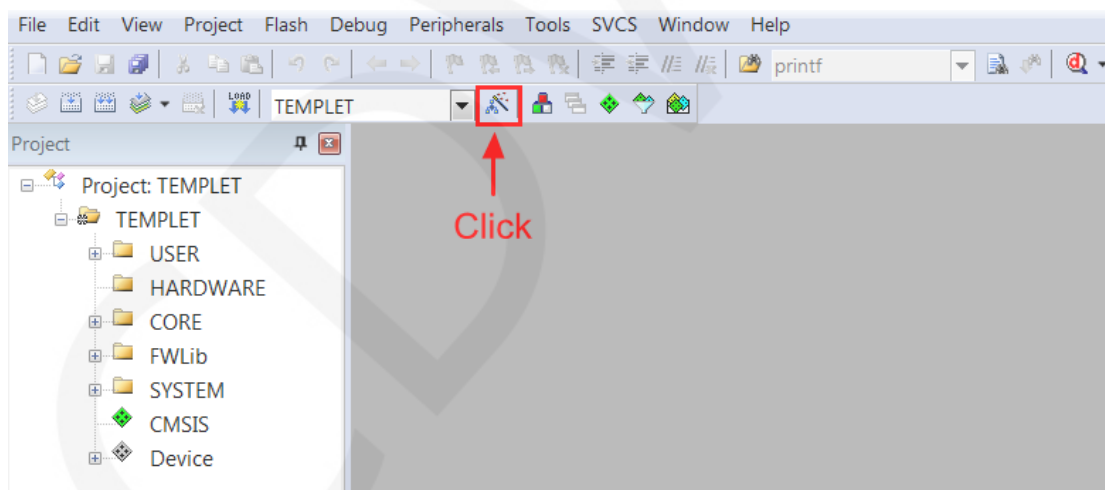 File Edit View Project Flash Debug Peripherals Tools SVCS Window Help
printf
LOAD
TEMPLET
Project
Project: TEMPLET
TEMPLET
USER
HARDWARE
CORE
FWLib
SYSTEM
CMSIS
Device
Click